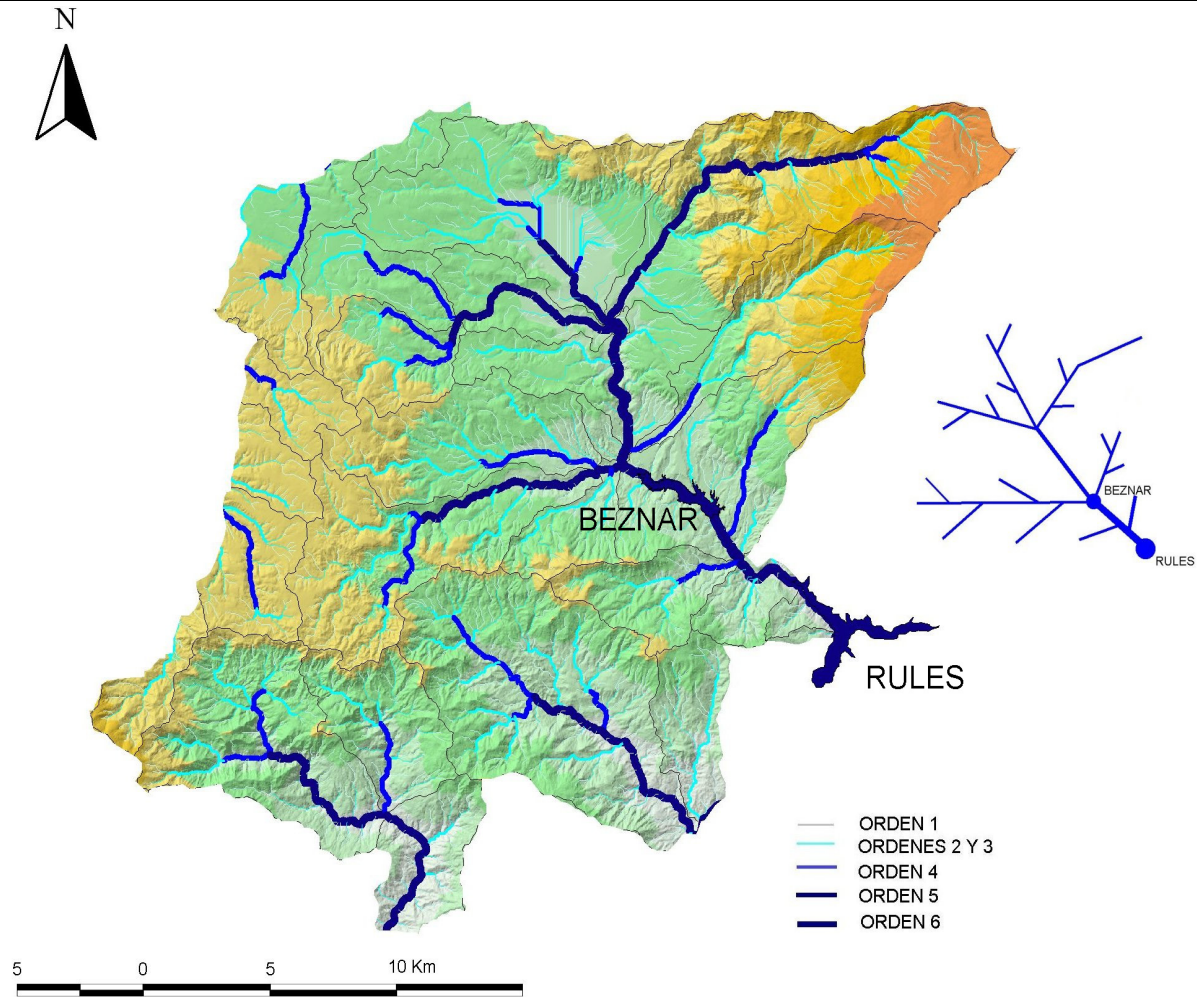 N
BEZNAR
RULES
BEZNAR
RULES
ORDEN 1
ORDENES 2 Y 3
ORDEN 4
ORDEN 5
ORDEN 6
5 0 5 10 Km